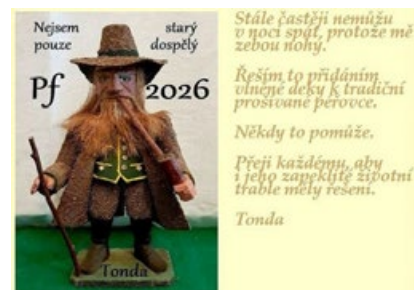 Nejsem starý
pouze dospělý
Pf 2026
Tonda
Stále častěji nemůžu
v noci spát, protože mě
zebou nohy.
Řeším to přidáním
vlněné deky k tradiční
prošívané péřovce.
Někdy to pomůže.
Přeji každému, aby
i jeho zapeklité životní
trable měly řešení.
Tonda